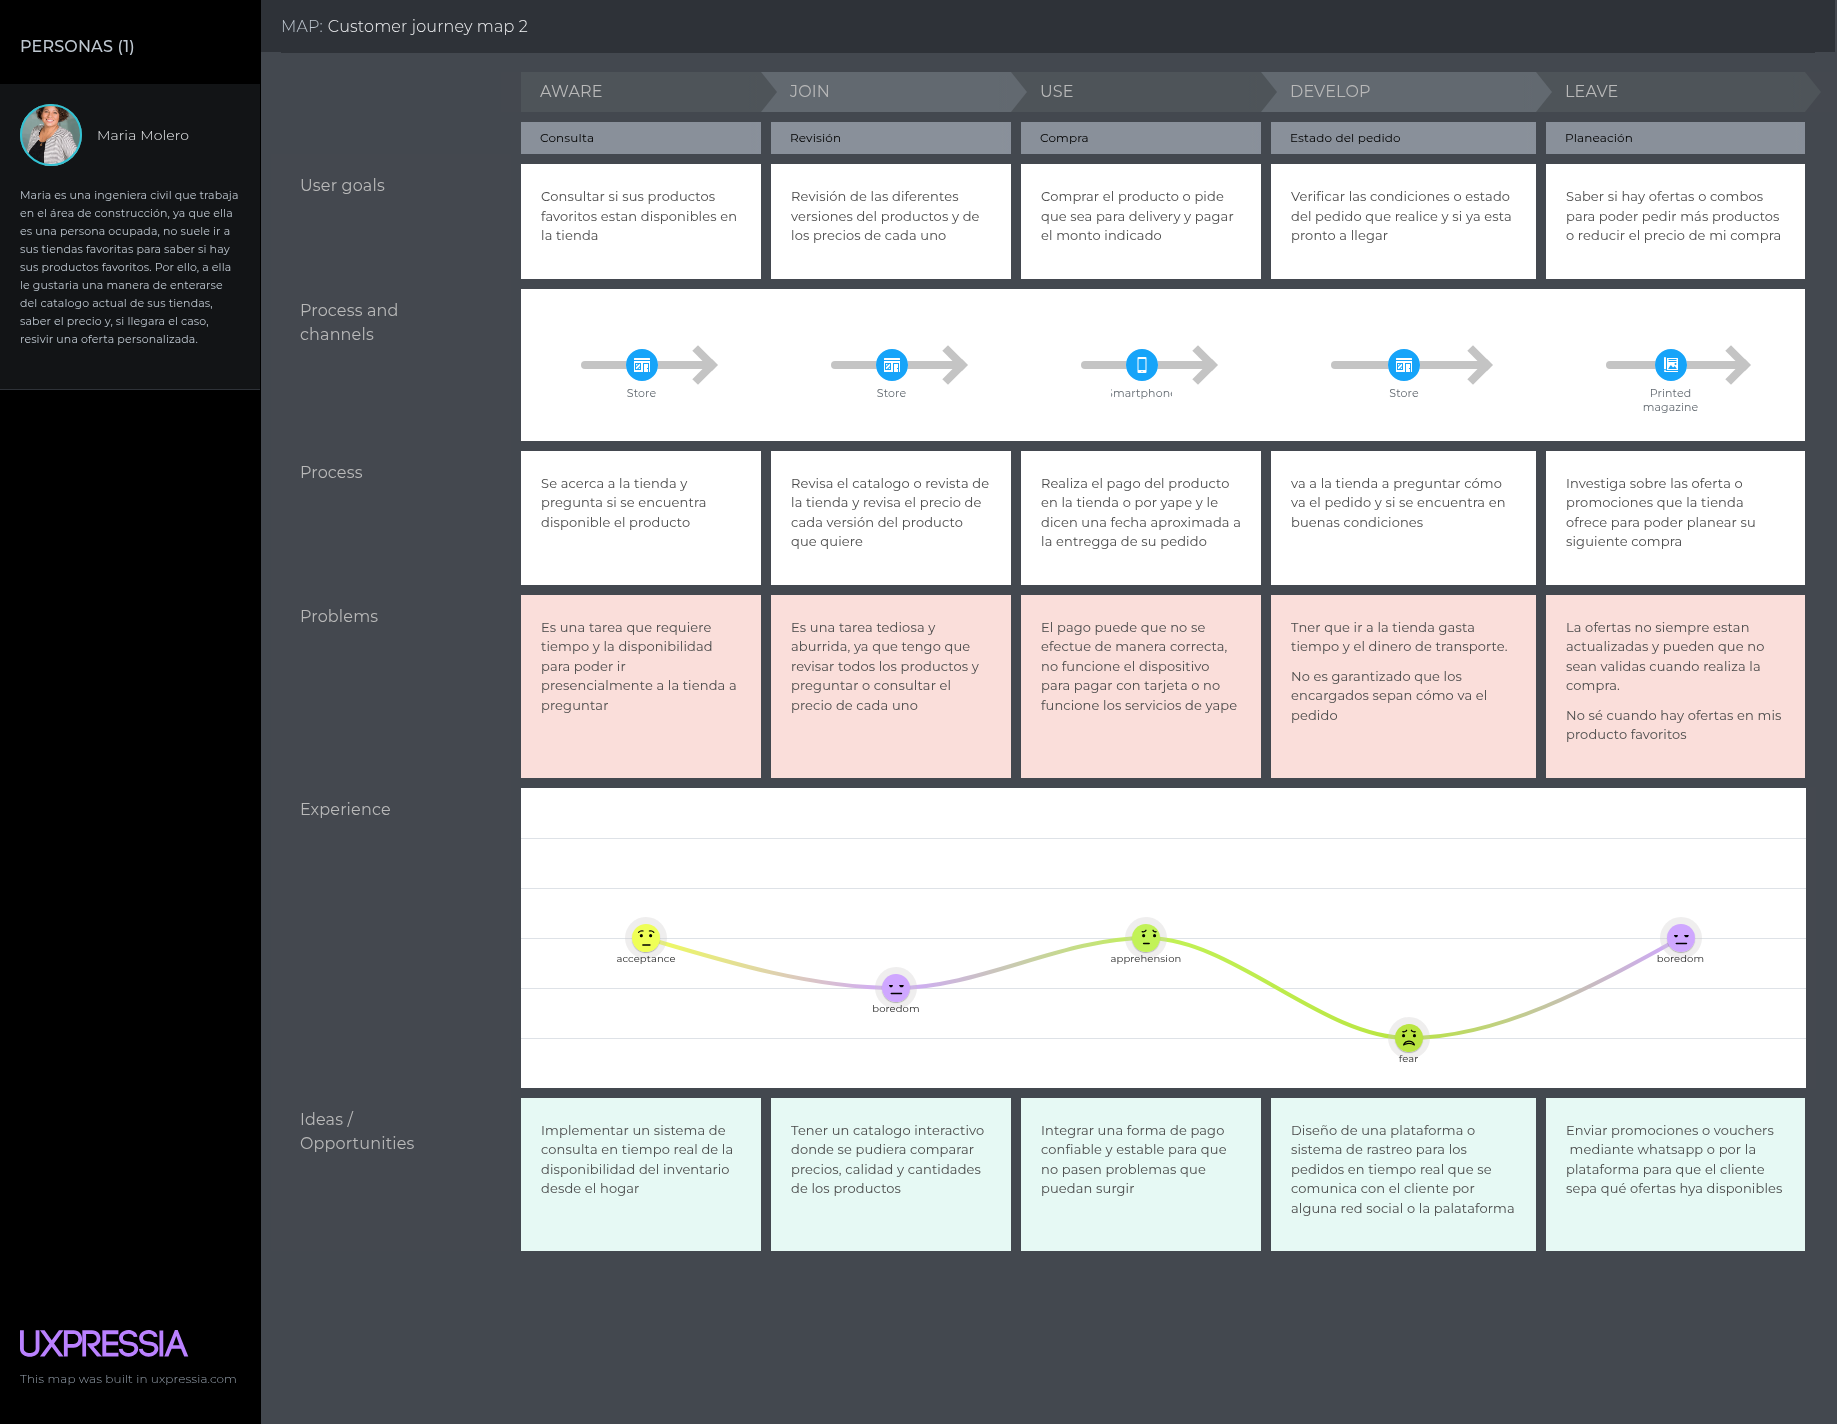 PERSONAS (1)
Maria Molero
Maria es una ingeniera civil que trabaja
en el área de construcción, ya que ella
es una persona ocupada, no suele ir a
sus tiendas favoritas para saber si hay
sus productos favoritos. Por ello, a ella
le gustaria una manera de enterarse
del catalogo actual de sus tiendas,
saber el precio y, si llegara el caso,
resivir una oferta personalizada.
UXPRESSIA
This map was built in uxpressia.com
MAP: Customer journey map 2
AWARE
JOIN
USE
DEVELOP
LEAVE
Consulta
Revisión
Compra
Estado del pedido
Planeación
User goals
Consultar si sus productos
favoritos estan disponibles en
la tienda
Revisión de las diferentes
versiones del productos y de
los precios de cada uno
Comprar el producto o pide
que sea para delivery y pagar
el monto indicado
Verificar las condiciones o estado
del pedido que realice y si ya esta
pronto a llegar
Saber si hay ofertas o combos
para poder pedir más productos
o reducir el precio de mi compra
Process and
channels
Store
Store
martphon
Store
Printed
magazine
Process
Se acerca a la tienda y
pregunta si se encuentra
disponible el producto
Revisa el catalogo o revista de
la tienda y revisa el precio de
cada versión del producto
que quiere
Realiza el pago del producto
en la tienda o por yape y le
dicen una fecha aproximada a
la entregga de su pedido
va a la tienda a preguntar cómo
va el pedido y si se encuentra en
buenas condiciones
Investiga sobre las oferta o
promociones que la tienda
ofrece para poder planear su
siguiente compra
Problems
Es una tarea que requiere
tiempo y la disponibilidad
para poder ir
presencialmente a la tienda a
preguntar
Es una tarea tediosa y
aburrida, ya que tengo que
revisar todos los productos y
preguntar o consultar el
precio de cada uno
El pago puede que no se
efectue de manera correcta,
no funcione el dispositivo
para pagar con tarjeta o no
funcione los servicios de yape
Tner que ir a la tienda gasta
tiempo y el dinero de transporte.
No es garantizado que los
encargados sepan cómo va el
pedido
La ofertas no siempre estan
actualizadas y pueden que no
sean validas cuando realiza la
compra.
No sé cuando hay ofertas en mis
producto favoritos
Experience
acceptance
boredom
apprehension
fear
boredom
Ideas /
Opportunities
Implementar un sistema de
consulta en tiempo real de la
disponibilidad del inventario
desde el hogar
Tener un catalogo interactivo
donde se pudiera comparar
precios, calidad y cantidades
de los productos
Integrar una forma de pago
confiable y estable para que
no pasen problemas que
puedan surgir
Diseño de una plataforma o
sistema de rastreo para los
pedidos en tiempo real que se
comunica con el cliente por
alguna red social o la palataforma
Enviar promociones o vouchers
mediante whatsapp o por la
plataforma para que el cliente
sepa qué ofertas hya disponibles